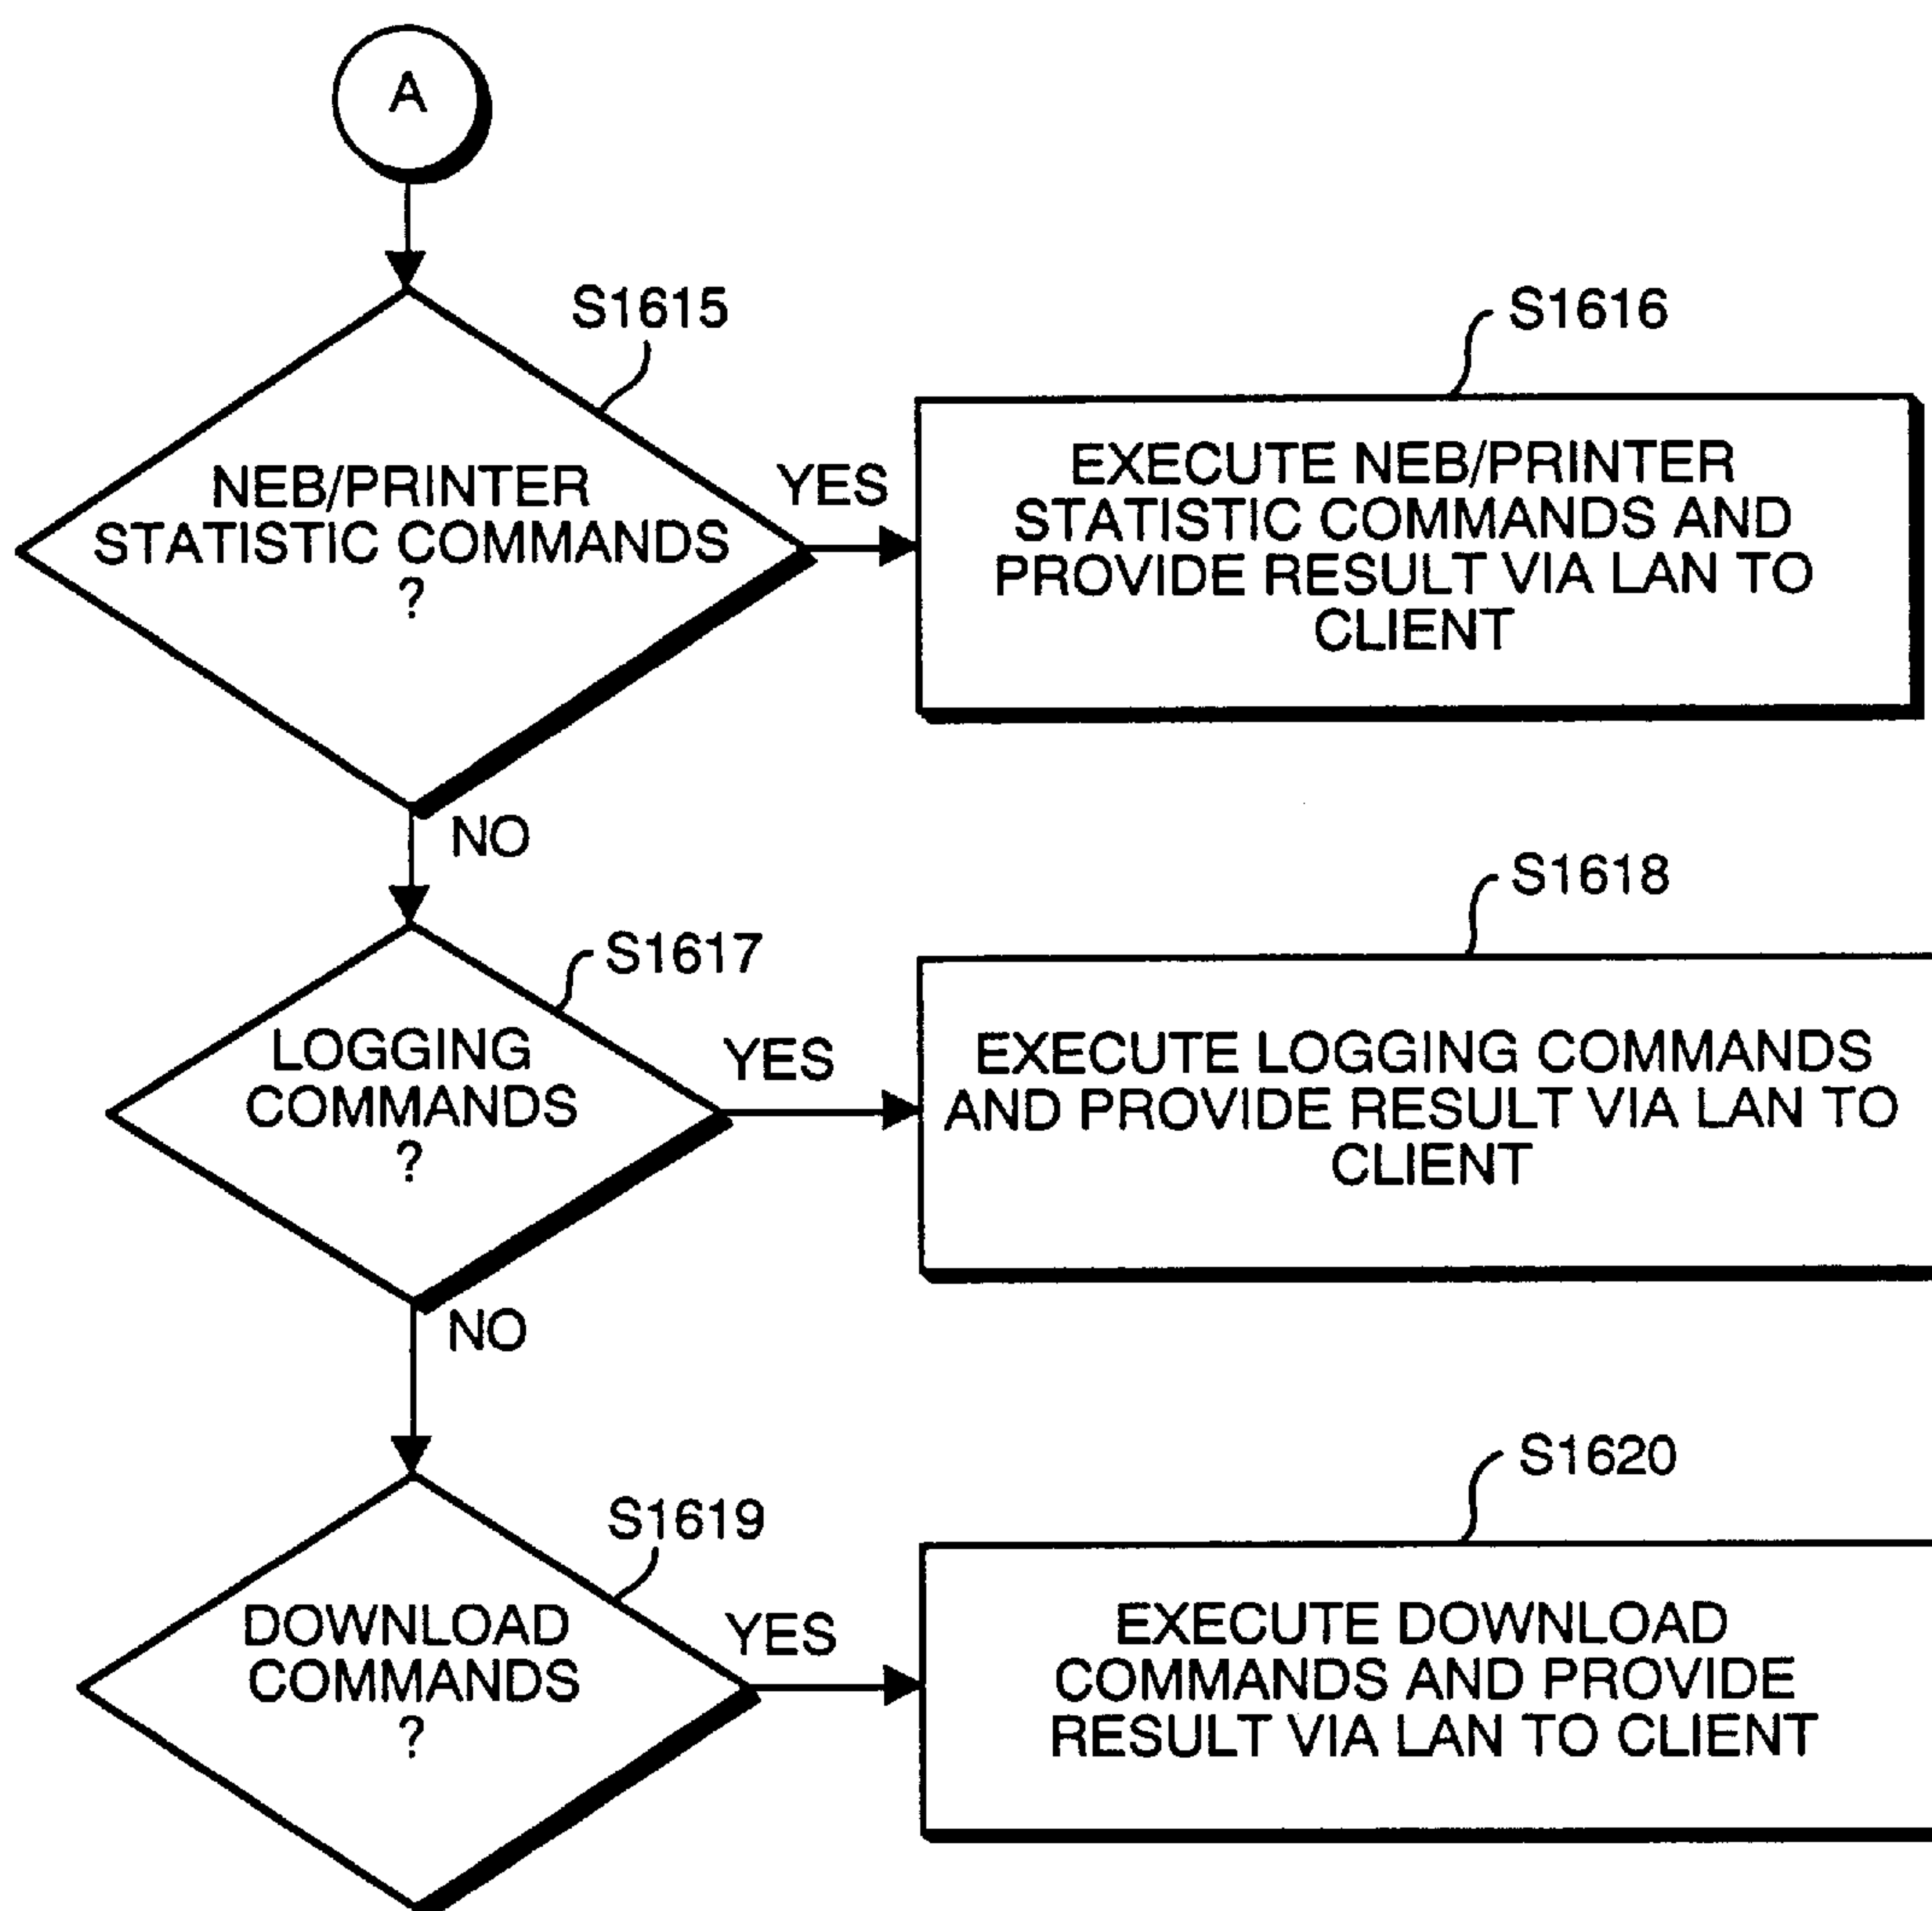 A
S1615
NEB/PRINTER
STATISTIC COMMANDS
?
YES
S1616
EXECUTE NEB/PRINTER
STATISTIC COMMANDS AND
PROVIDE RESULT VIA LAN TO
CLIENT
NO
S1617
LOGGING
COMMANDS
?
YES
S1618
EXECUTE LOGGING COMMANDS
AND PROVIDE RESULT VIA LAN TO
CLIENT
NO
S1619
DOWNLOAD
COMMANDS
?
YES
S1620
EXECUTE DOWNLOAD
COMMANDS AND PROVIDE
RESULT VIA LAN TO CLIENT